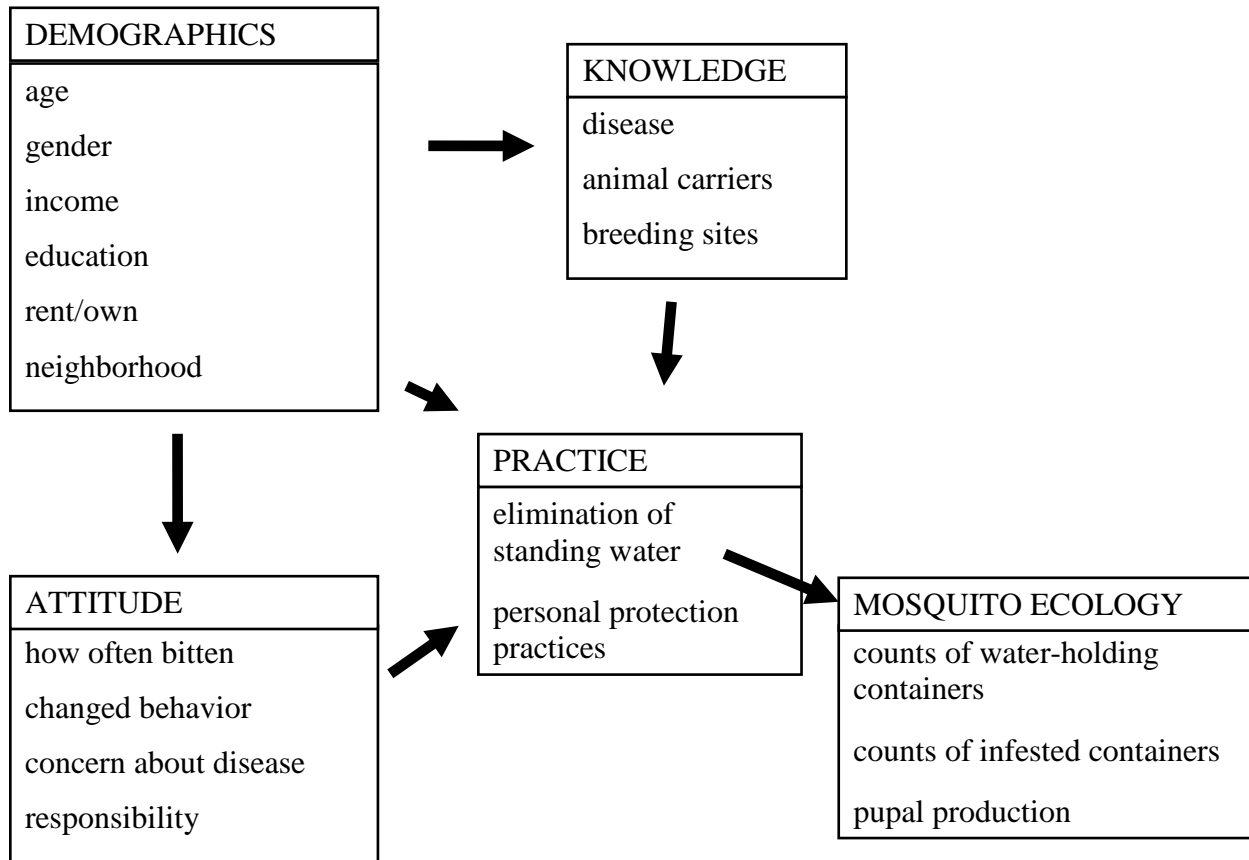 DEMOGRAPHICS
age
gender
income
education
rent/own
neighborhood
KNOWLEDGE
disease
animal carriers
breeding sites
PRACTICE
elimination of
standing water
personal protection
practices
ATTITUDE
how often bitten
changed behavior
concern about disease
responsibility
MOSQUITO ECOLOGY
counts of water-holding
containers
counts of infested containers
pupal production